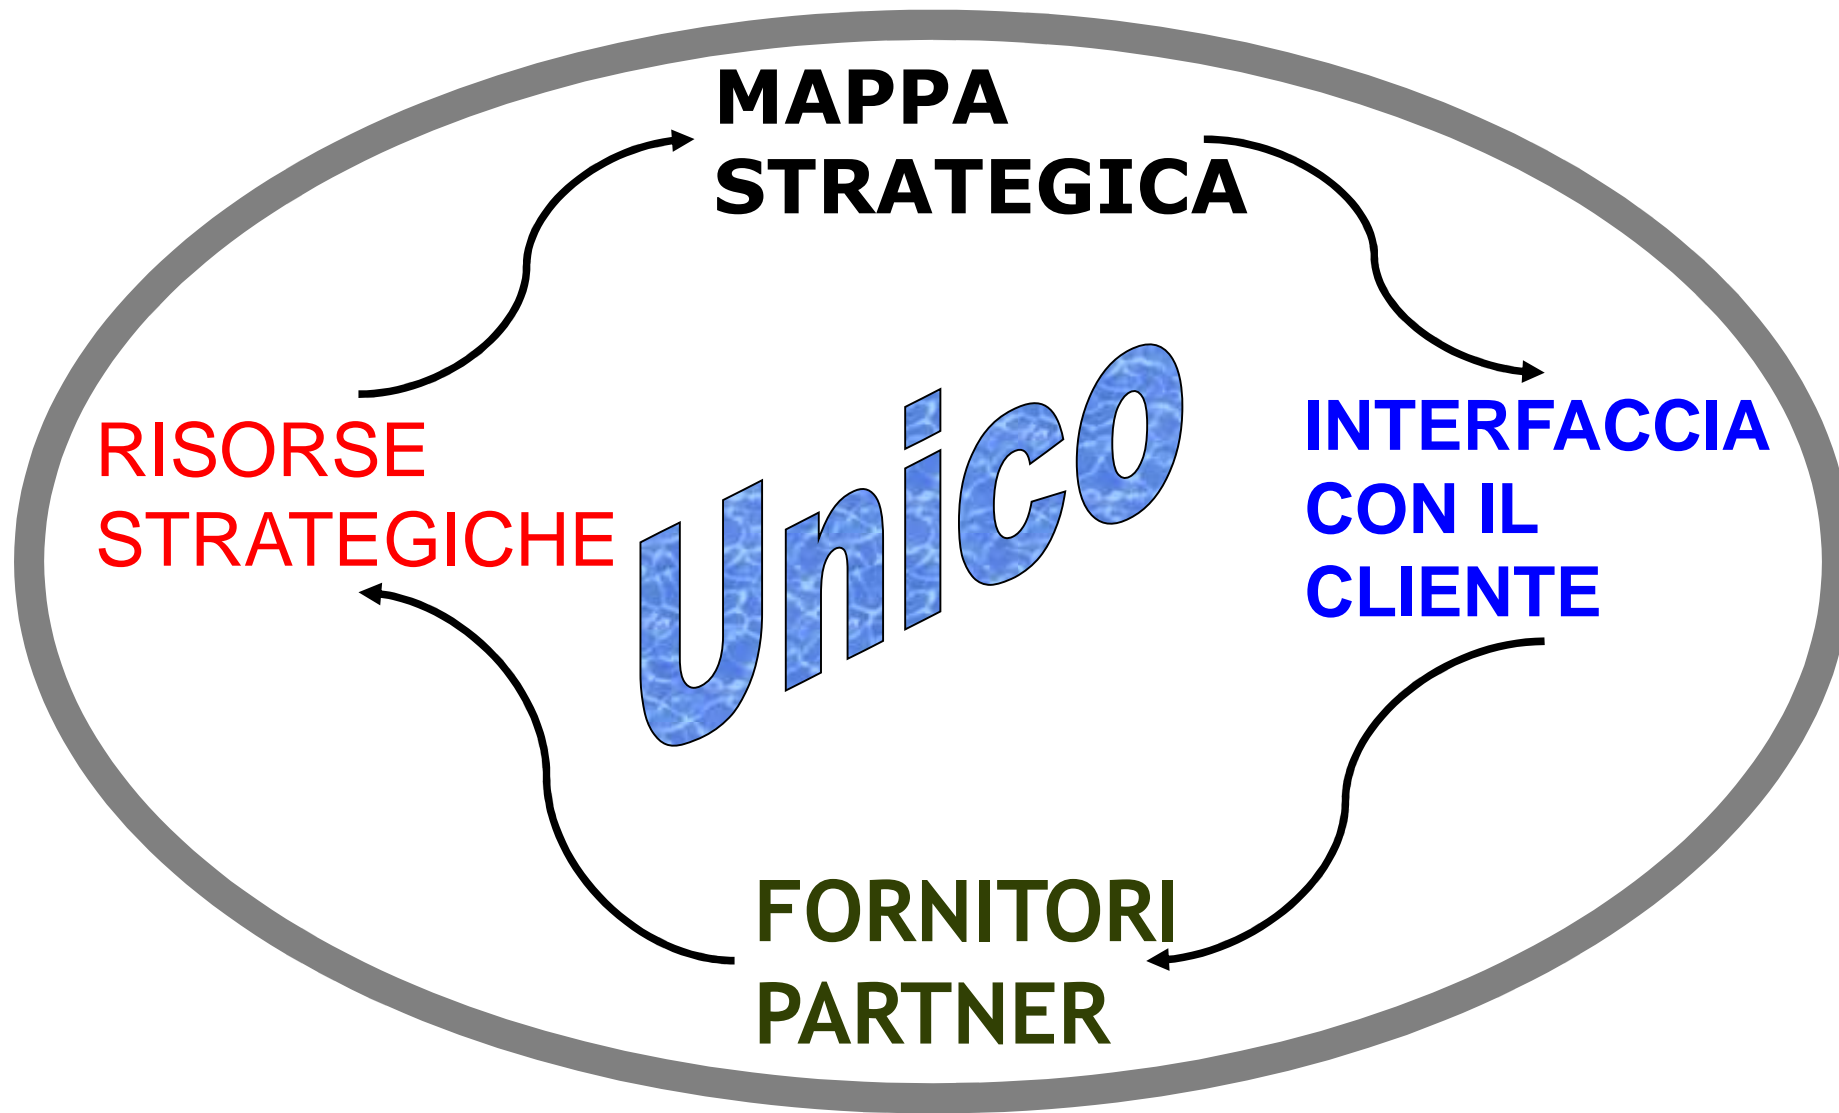 MAPPA
STRATEGICA
RISORSE
STRATEGICHE
Unico
INTERFACCIA
CON IL
CLIENTE
FORNITORI
PARTNER